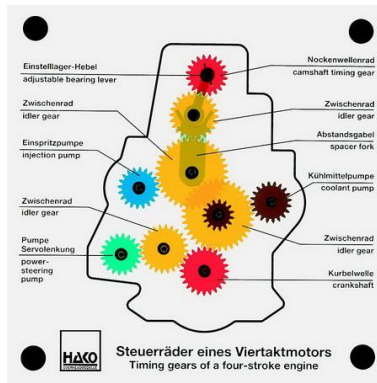 Einstelllager-Hebel
adjustable bearing lever
Zwischenrad
idler gear
Einspritzpumpe
injection pump
Zwischenrad
idler gear
Pumpe
Servolenkung
power-
steering
pump
Nockenwellenrad
camshaft timing gear
Zwischenrad
idler gear
Abstandsgabel
spacer fork
Kühlmittelpumpe
coolant pump
Zwischenrad
idler gear
Kurbelwelle
crankshaft
HAKO
Steuerräder eines Viertaktmotors
Timing gears of a four-stroke engine